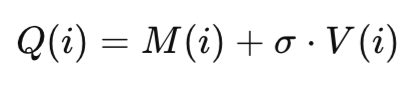 Q(i) = M(i) + σ · V(i)